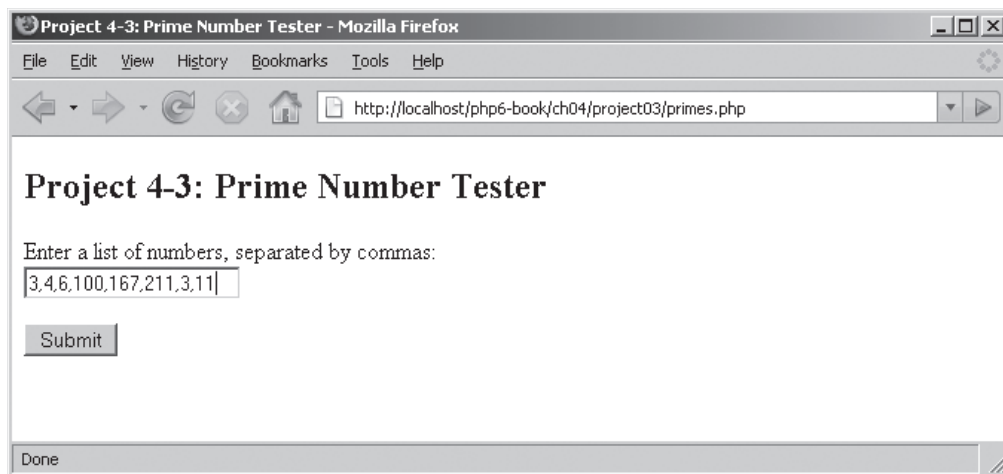 Project 4-3: Prime Number Tester - Mozilla Firefox
File Edit View History Bookmarks Tools Help
http://localhost/php6-book/ch04/project03/primes.php
Project 4-3: Prime Number Tester
Enter a list of numbers, separated by commas:
3,4,6,100,167,211,3,11
Submit
Done